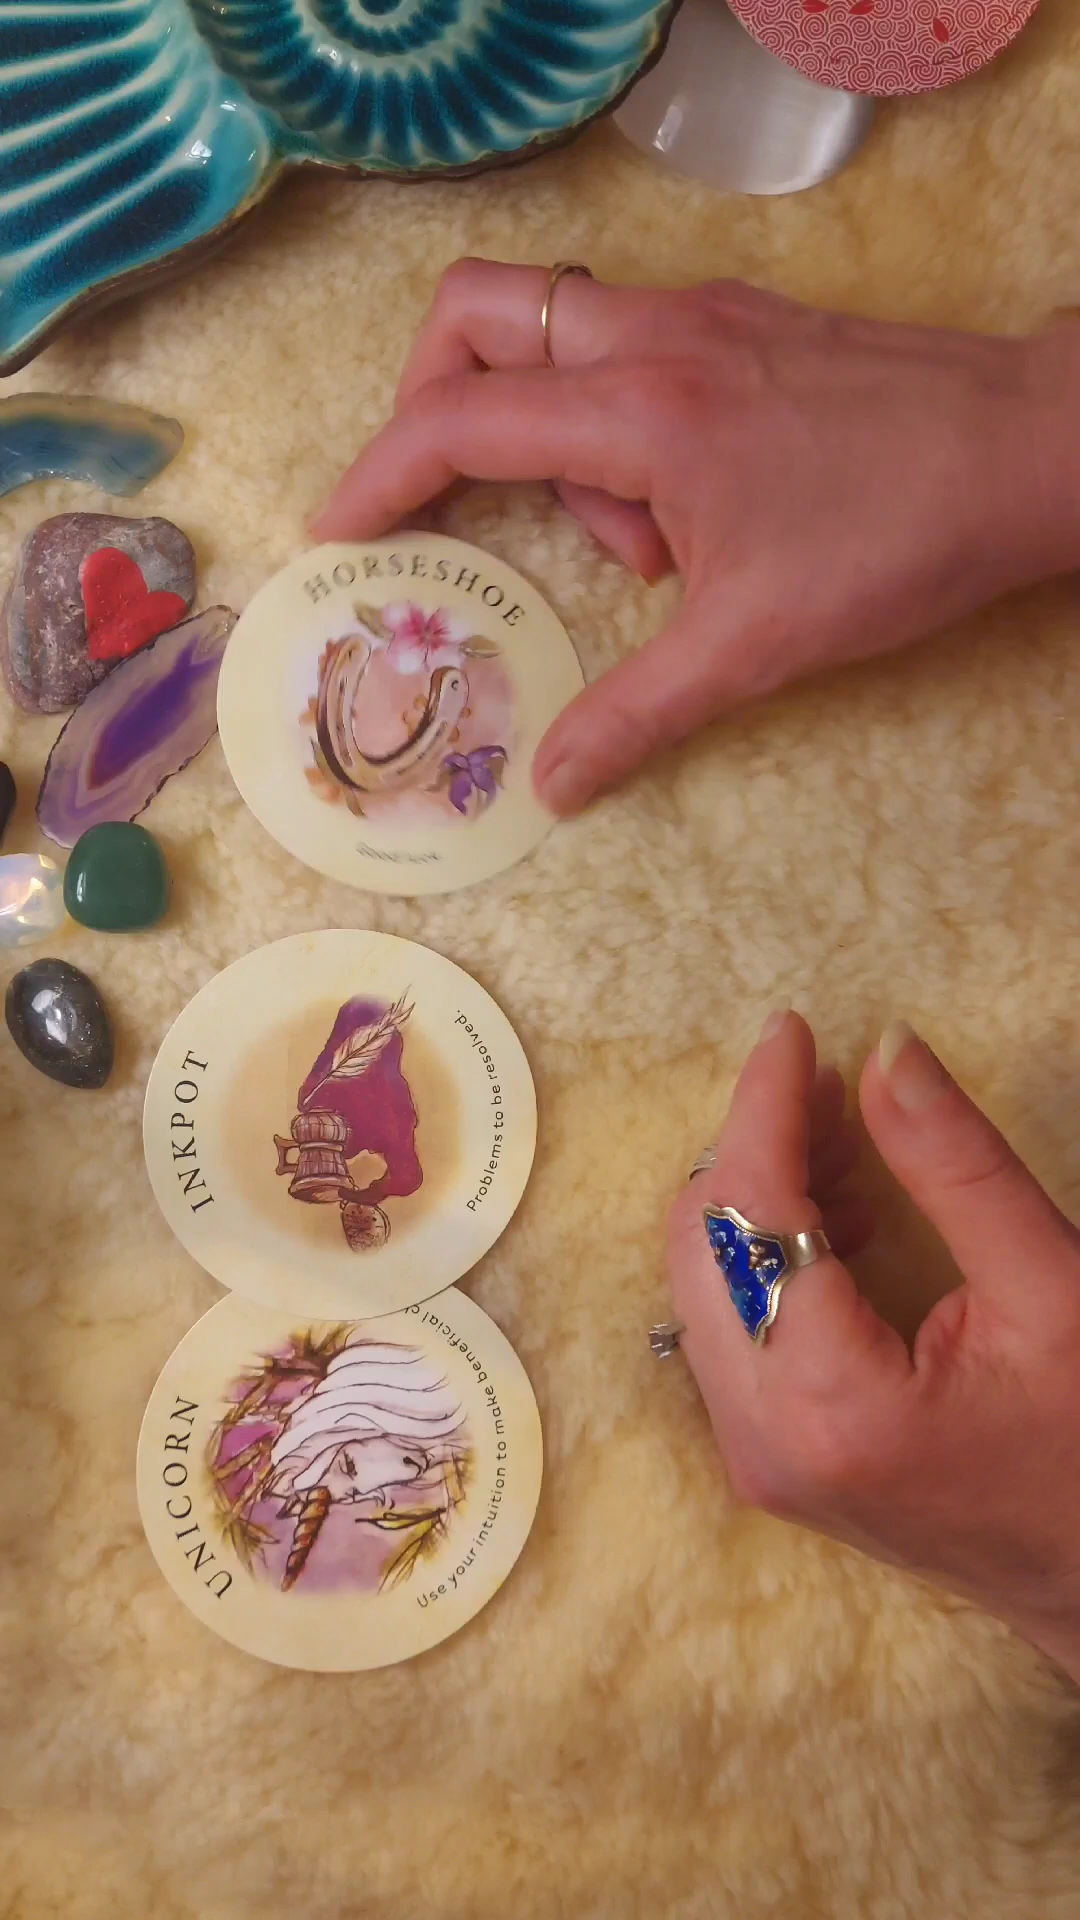 HORSESHOE
INKPOT
Problems to be resolved.
UNICORN
Use your intuition to make beneficial